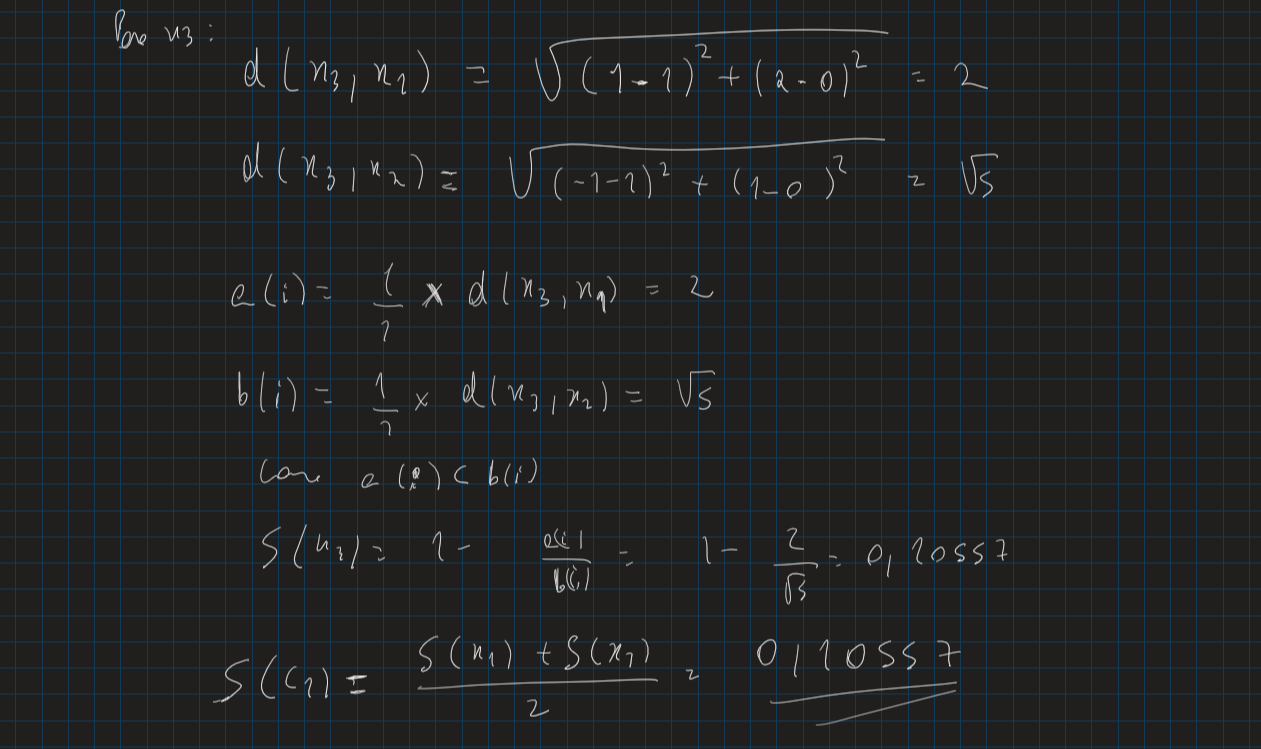 Para x3:
d(x3, x1) = √((1-1)² + (2-0)²) = 2
d(x3, x2) = √((-1-1)² + (1-0)²) = √5
a(i) = 1/1 × d(x3, x1) = 2
b(i) = 1/1 × d(x3, x2) = √5
Com a(i) < b(i)
S(x3) = 1 - a(i)/b(i) = 1 - 2/√5 = 0,10557
S(C1) = (S(x1) + S(x3))/2 = 0,10557